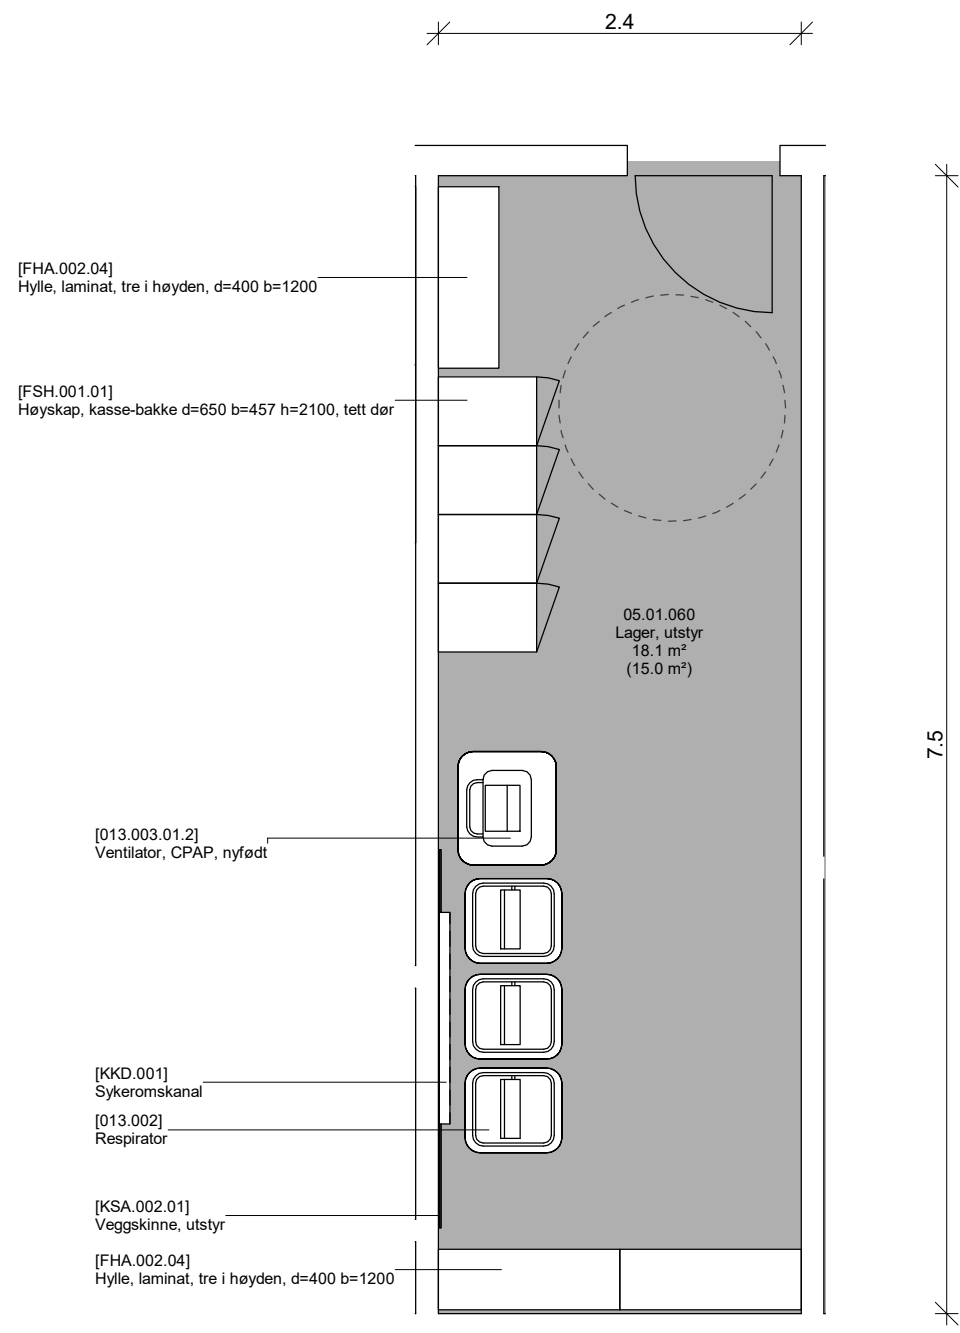 2.4
[FHA.002.04]
Hylle, laminat, tre i høyden, d=400 b=1200
[FSH.001.01]
Høyskap, kasse-bakke d=650 b=457 h=2100, tett dør
05.01.060
Lager, utstyr
18.1 m²
(15.0 m²)
7.5
[013.003.01.2]
Ventilator, CPAP, nyfødt
[KKD.001]
Sykeromskanal
[013.002]
Respirator
[KSA.002.01]
Veggskinne, utstyr
[FHA.002.04]
Hylle, laminat, tre i høyden, d=400 b=1200